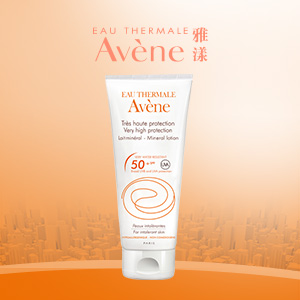 EAU THERMALE
Avène
雅漾
EAU THERMALE
Avène
Très haute protection
Very high protection
Lait minéral - Mineral lotion
50+
Peaux intolérantes
For intolerant skin
PARIS